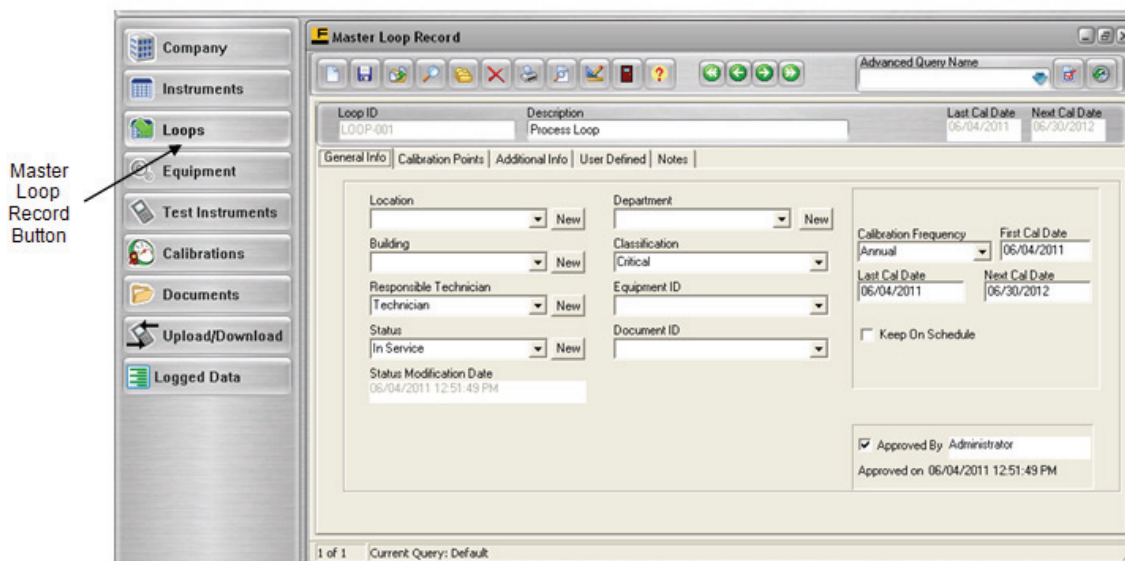 Master
Loop
Record
Button
Company
Instruments
Loops
Equipment
Test Instruments
Calibrations
Documents
Upload/Download
Logged Data
Master Loop Record
Advanced Query Name
Loop ID Description Last Cal Date Next Cal Date
LOOP-001 Process Loop 06/04/2011 06/30/2012
General Info Calibration Points Additional Info User Defined Notes
Location Department
New New
Building Classification
New Critical
Responsible Technician Equipment ID
Technician New
Status Document ID
In Service New
Status Modification Date
06/04/2011 12:51:49 PM
Calibration Frequency First Cal Date
Annual 06/04/2011
Last Cal Date Next Cal Date
06/04/2011 06/30/2012
Keep On Schedule
Approved By Administrator
Approved on 06/04/2011 12:51:49 PM
1 of 1 Current Query: Default